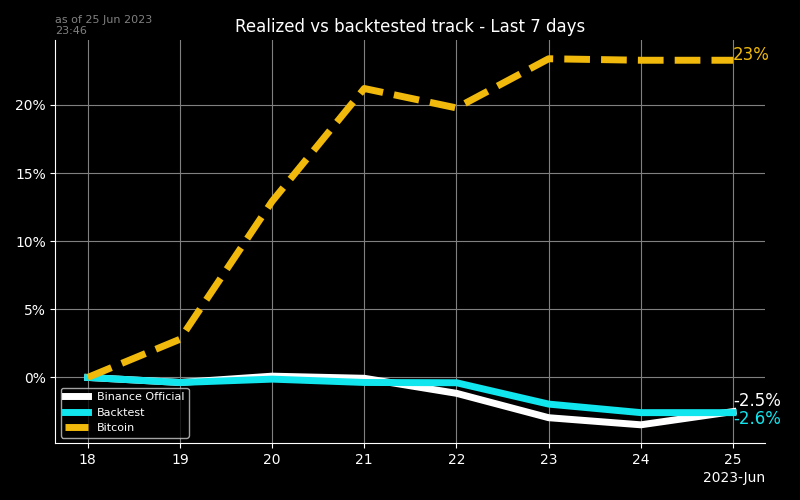 as of 25 Jun 2023
23:46
Realized vs backtested track - Last 7 days
23%
20%
15%
10%
5%
0%
-2.5%
-2.6%
Binance Official
Backtest
Bitcoin
18 19 20 21 22 23 24 25
2023-Jun